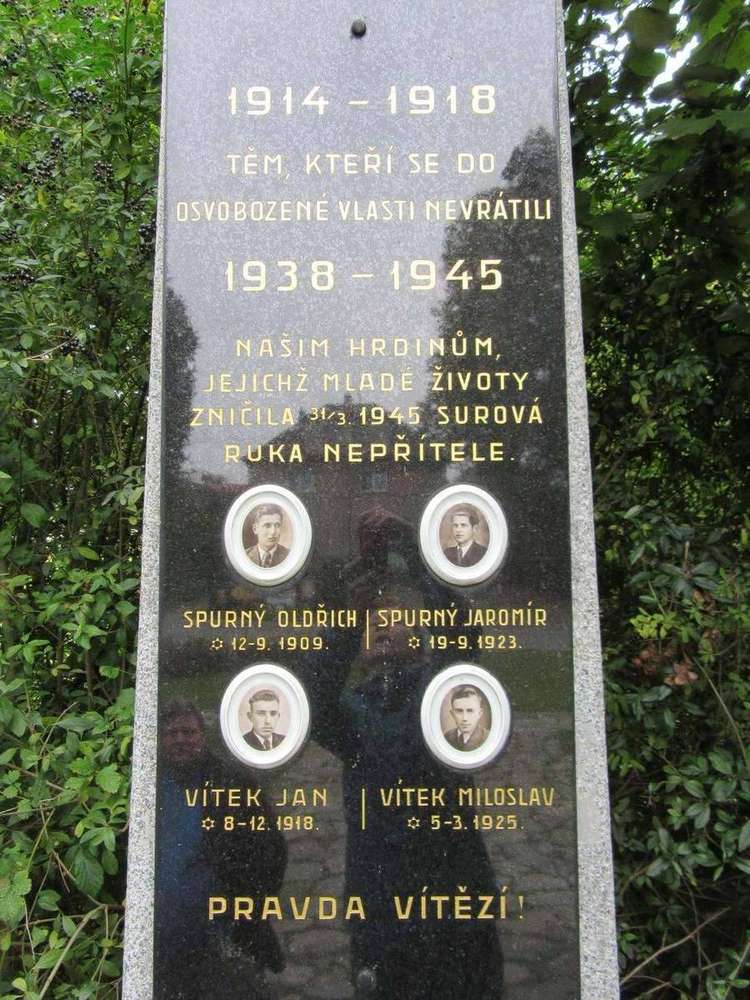 1914 – 1918
TĚM, KTEŘÍ SE DO
OSVOBOZENÉ VLASTI NEVRÁTILI
1938 – 1945
NAŠIM HRDINŮM,
JEJICHŽ MLADÉ ŽIVOTY
ZNIČILA 31/3. 1945 SUROVÁ
RUKA NEPŘÍTELE.
SPURNÝ OLDŘICH
✡ 12-9. 1909.
SPURNÝ JAROMÍR
✡ 19-9. 1923.
VÍTEK JAN
✡ 8-12. 1918.
VÍTEK MILOSLAV
✡ 5-3. 1925.
PRAVDA VÍTĚZÍ!